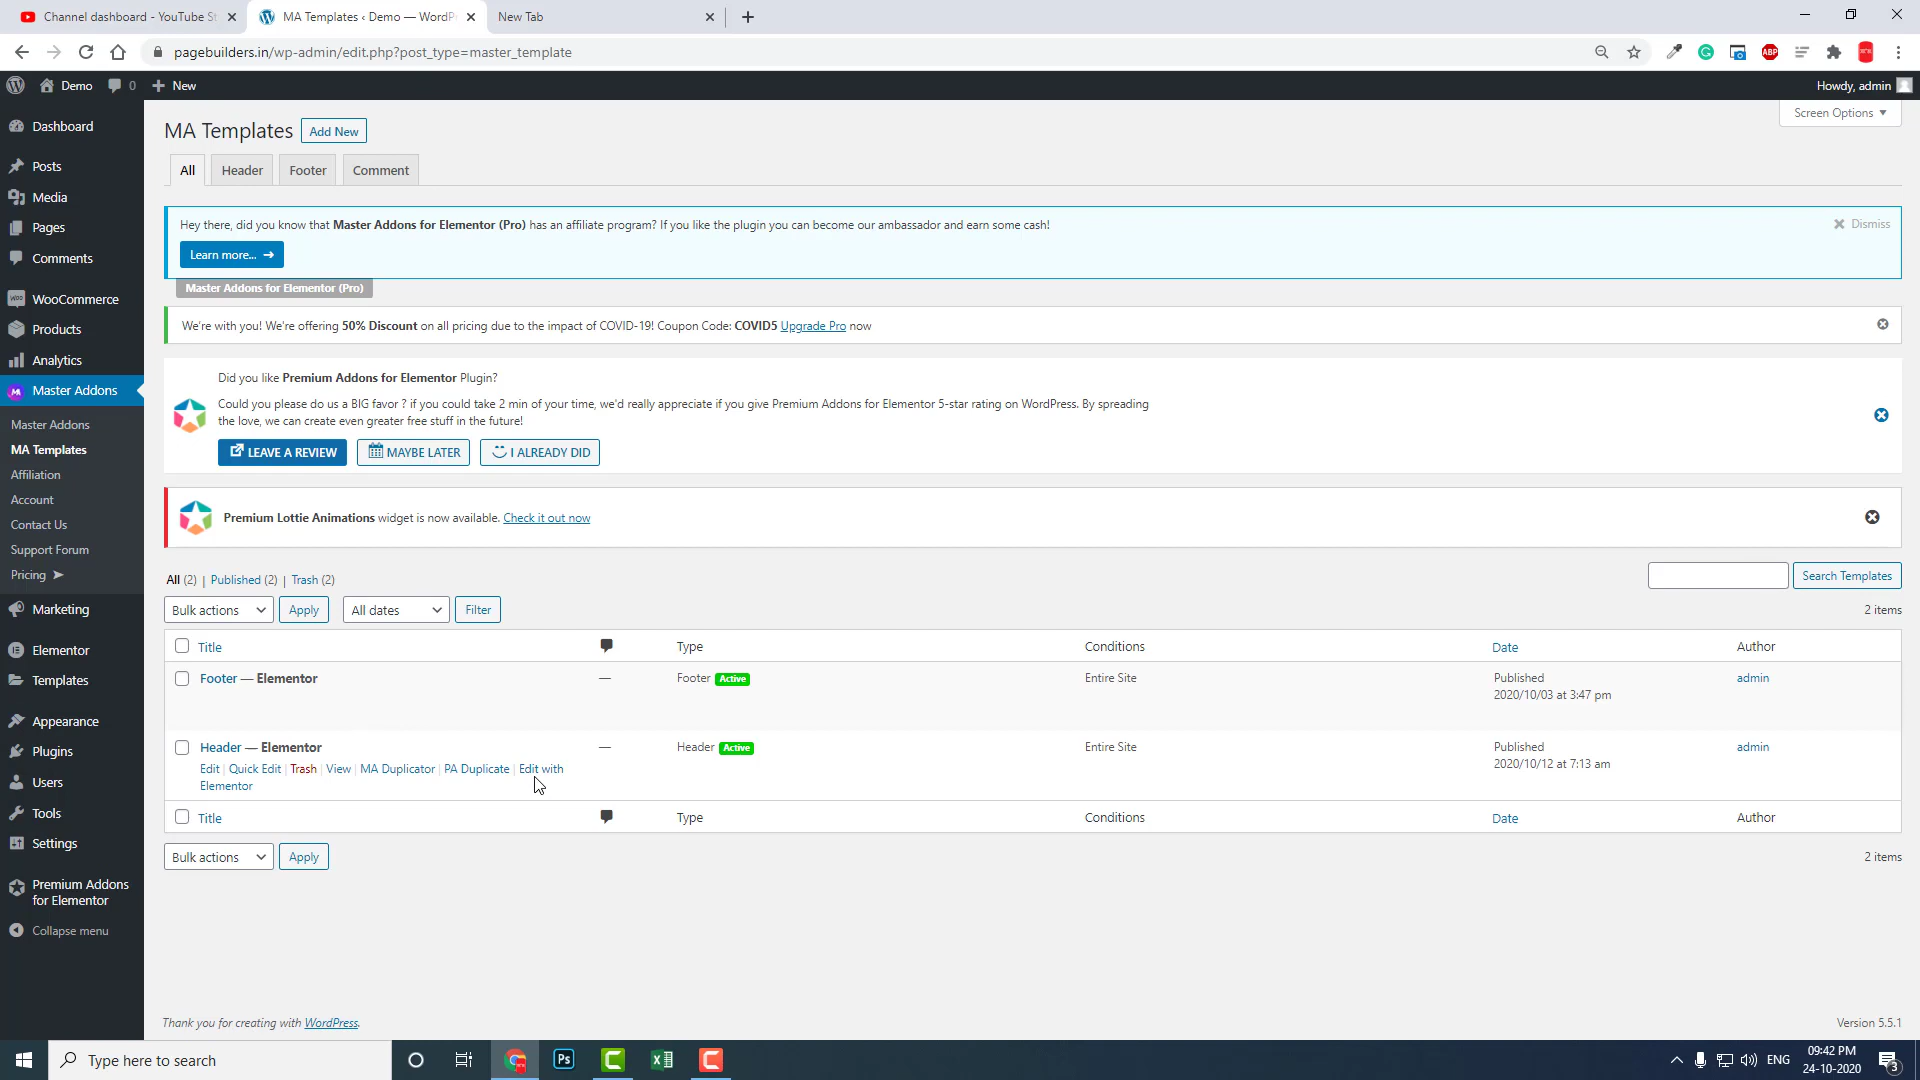 Channel dashboard - YouTube St
MA Templates ‹ Demo — WordP
New Tab
pagebuilders.in/wp-admin/edit.php?post_type=master_template
ABP
Demo
0
New
Howdy, admin
Screen Options
Dashboard
Posts
Media
Pages
Comments
WooCommerce
Products
Analytics
Master Addons
Master Addons
MA Templates
Affiliation
Account
Contact Us
Support Forum
Pricing ➤
Marketing
Elementor
Templates
Appearance
Plugins
Users
Tools
Settings
Premium Addons
for Elementor
Collapse menu
MA Templates
Add New
All
Header
Footer
Comment
Hey there, did you know that Master Addons for Elementor (Pro) has an affiliate program? If you like the plugin you can become our ambassador and earn some cash!
Dismiss
Learn more... ➜
Master Addons for Elementor (Pro)
We're with you! We're offering 50% Discount on all pricing due to the impact of COVID-19! Coupon Code: COVID5 Upgrade Pro now
Did you like Premium Addons for Elementor Plugin?
Could you please do us a BIG favor ? if you could take 2 min of your time, we'd really appreciate if you give Premium Addons for Elementor 5-star rating on WordPress. By spreading
the love, we can create even greater free stuff in the future!
LEAVE A REVIEW
MAYBE LATER
I ALREADY DID
Premium Lottie Animations widget is now available. Check it out now
All (2) | Published (2) | Trash (2)
Search Templates
Bulk actions
Apply
All dates
Filter
2 items
Title
Type
Conditions
Date
Author
Footer — Elementor
—
Footer Active
Entire Site
Published
2020/10/03 at 3:47 pm
admin
Header — Elementor
—
Header Active
Entire Site
Published
2020/10/12 at 7:13 am
admin
Edit | Quick Edit | Trash | View | MA Duplicator | PA Duplicate | Edit with
Elementor
Title
Type
Conditions
Date
Author
Bulk actions
Apply
2 items
Thank you for creating with WordPress.
Version 5.5.1
Type here to search
Ps
ENG
09:42 PM
24-10-2020
3